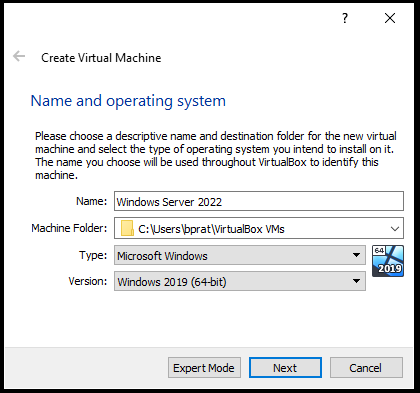 ?
Create Virtual Machine
Name and operating system
Please choose a descriptive name and destination folder for the new virtual
machine and select the type of operating system you intend to install on it.
The name you choose will be used throughout VirtualBox to identify this
machine.
Name: Windows Server 2022
Machine Folder: C:\Users\bprat\VirtualBox VMs
Type: Microsoft Windows
64
2019
Version: Windows 2019 (64-bit)
Expert Mode Next Cancel